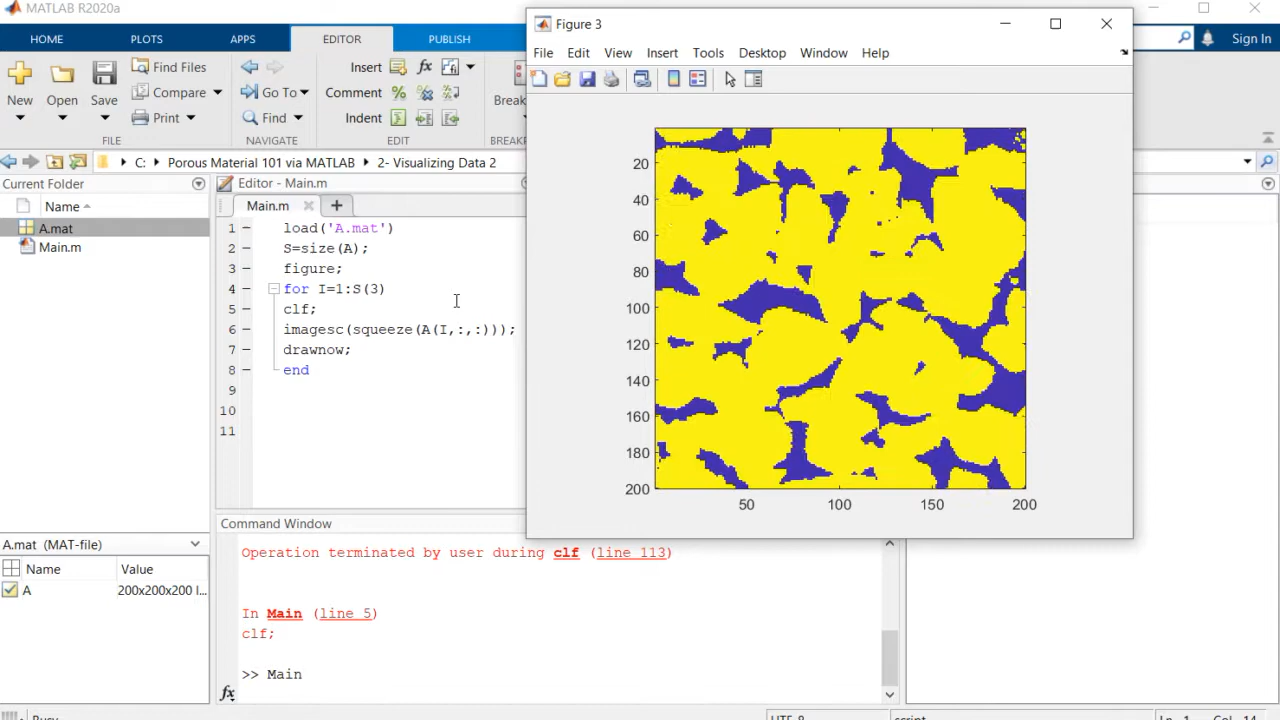 MATLAB R2020a
HOME
PLOTS
APPS
EDITOR
PUBLISH
Sign In
New
Open
Save
Find Files
Compare
Print
FILE
Go To
Find
NAVIGATE
Insert
Comment
Indent
EDIT
fx
C:
Porous Material 101 via MATLAB
2- Visualizing Data 2
Current Folder
Name
A.mat
Main.m
A.mat (MAT-file)
Name Value
A 200x200x200
Editor - Main.m
Main.m
1 load('A.mat')
2 S=size(A);
3 figure;
4 for I=1:S(3)
5 clf;
6 imagesc(squeeze(A(I,:,:)));
7 drawnow;
8 end
9
10
11
Command Window
Operation terminated by user during clf (line 113)
In Main (line 5)
clf;
>> Main
fx
Figure 3
File Edit View Insert Tools Desktop Window Help
20
40
60
80
100
120
140
160
180
200
50 100 150 200